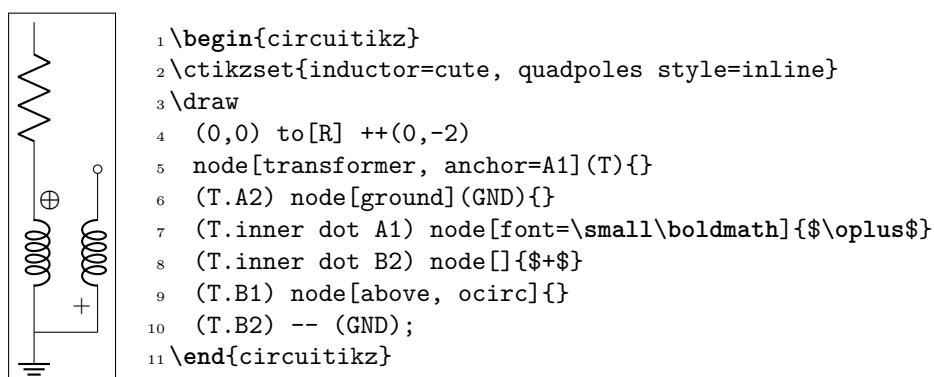 ⊕
+
1 \begin{circuitikz}
2 \ctikzset{inductor=cute, quadpoles style=inline}
3 \draw
4   (0,0) to[R] ++(0,-2)
5   node[transformer, anchor=A1](T){}
6   (T.A2) node[ground](GND){}
7   (T.inner dot A1) node[font=\small\boldmath]{$\oplus$}
8   (T.inner dot B2) node[]{$+$}
9   (T.B1) node[above, ocirc]{}
10   (T.B2) -- (GND);
11 \end{circuitikz}